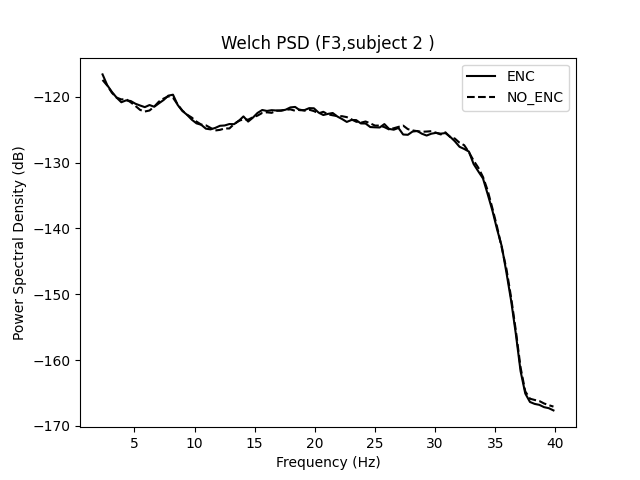 Welch PSD (F3,subject 2 )
ENC
NO_ENC
Power Spectral Density (dB)
−120
−130
−140
−150
−160
−170
5 10 15 20 25 30 35 40
Frequency (Hz)